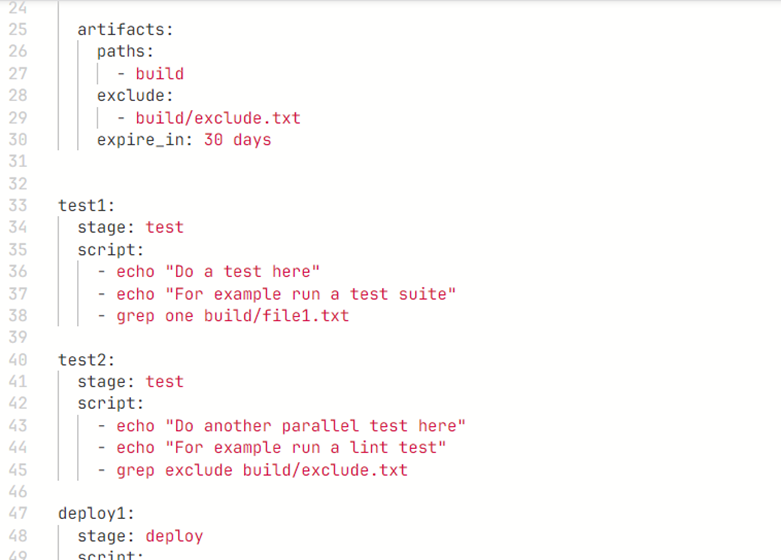 24
25 artifacts:
26 paths:
27 - build
28 exclude:
29 - build/exclude.txt
30 expire_in: 30 days
31
32
33 test1:
34 stage: test
35 script:
36 - echo "Do a test here"
37 - echo "For example run a test suite"
38 - grep one build/file1.txt
39
40 test2:
41 stage: test
42 script:
43 - echo "Do another parallel test here"
44 - echo "For example run a lint test"
45 - grep exclude build/exclude.txt
46
47 deploy1:
48 stage: deploy
49 script: